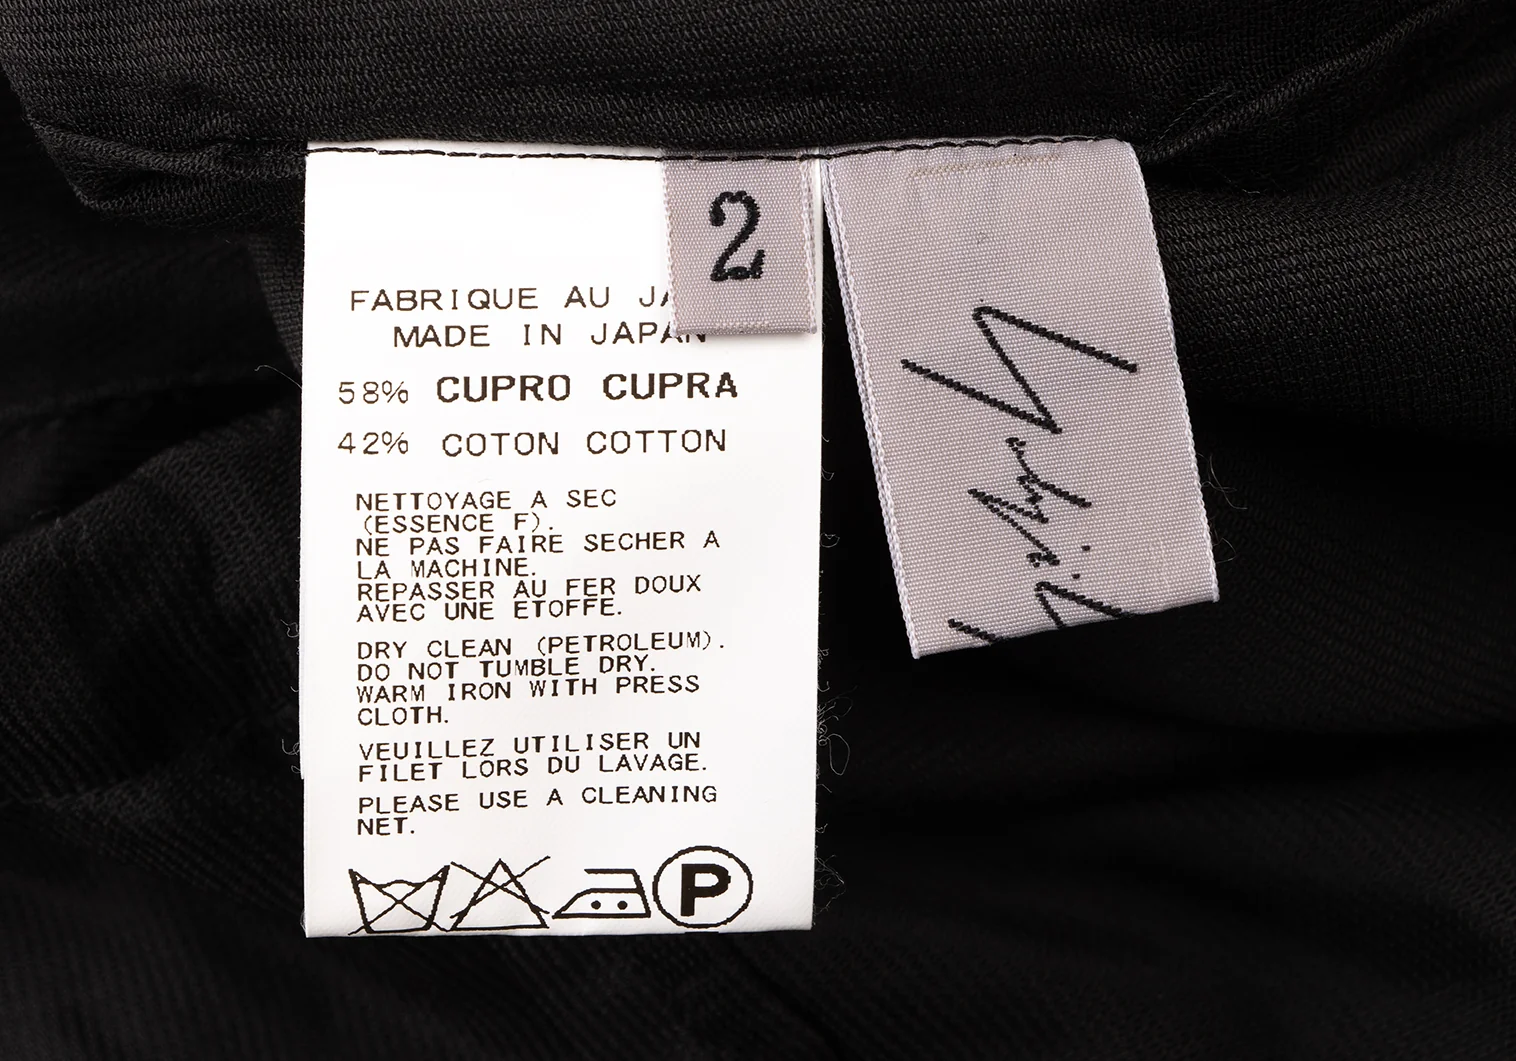 2
FABRIQUE AU
MADE IN JAPAN
58% CUPRO CUPRA
42% COTON COTTON
NETTOYAGE A SEC
(ESSENCE F).
NE PAS FAIRE SECHER A
LA MACHINE.
REPASSER AU FER DOUX
AVEC UNE ETOFFE.
DRY CLEAN (PETROLEUM).
DO NOT TUMBLE DRY.
WARM IRON WITH PRESS
CLOTH.
VEUILLEZ UTILISER UN
FILET LORS DU LAVAGE.
PLEASE USE A CLEANING
NET.
P